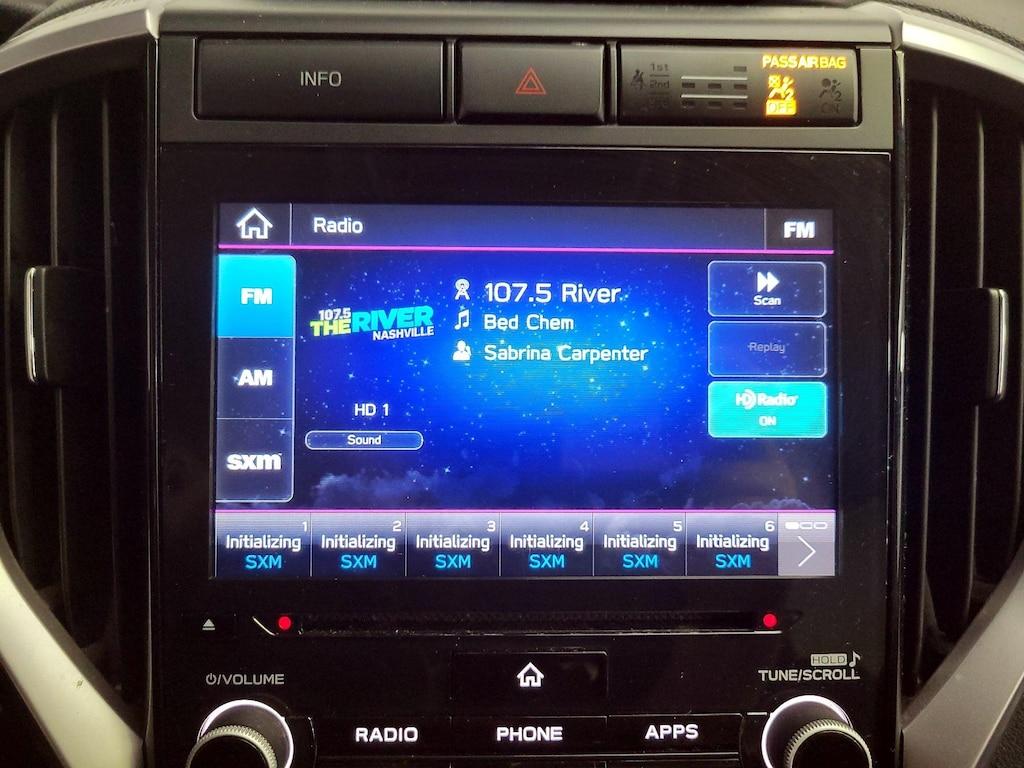 INFO
1st
2nd
PASS AIR BAG
OFF
ON
Radio
FM
FM
AM
sxm
107.5
THE RIVER
NASHVILLE
107.5 River
Bed Chem
Sabrina Carpenter
HD 1
Sound
Scan
Replay
HD Radio
ON
1
Initializing
SXM
2
Initializing
SXM
3
Initializing
SXM
4
Initializing
SXM
5
Initializing
SXM
6
Initializing
SXM
/VOLUME
HOLD
TUNE/SCROLL
RADIO
PHONE
APPS